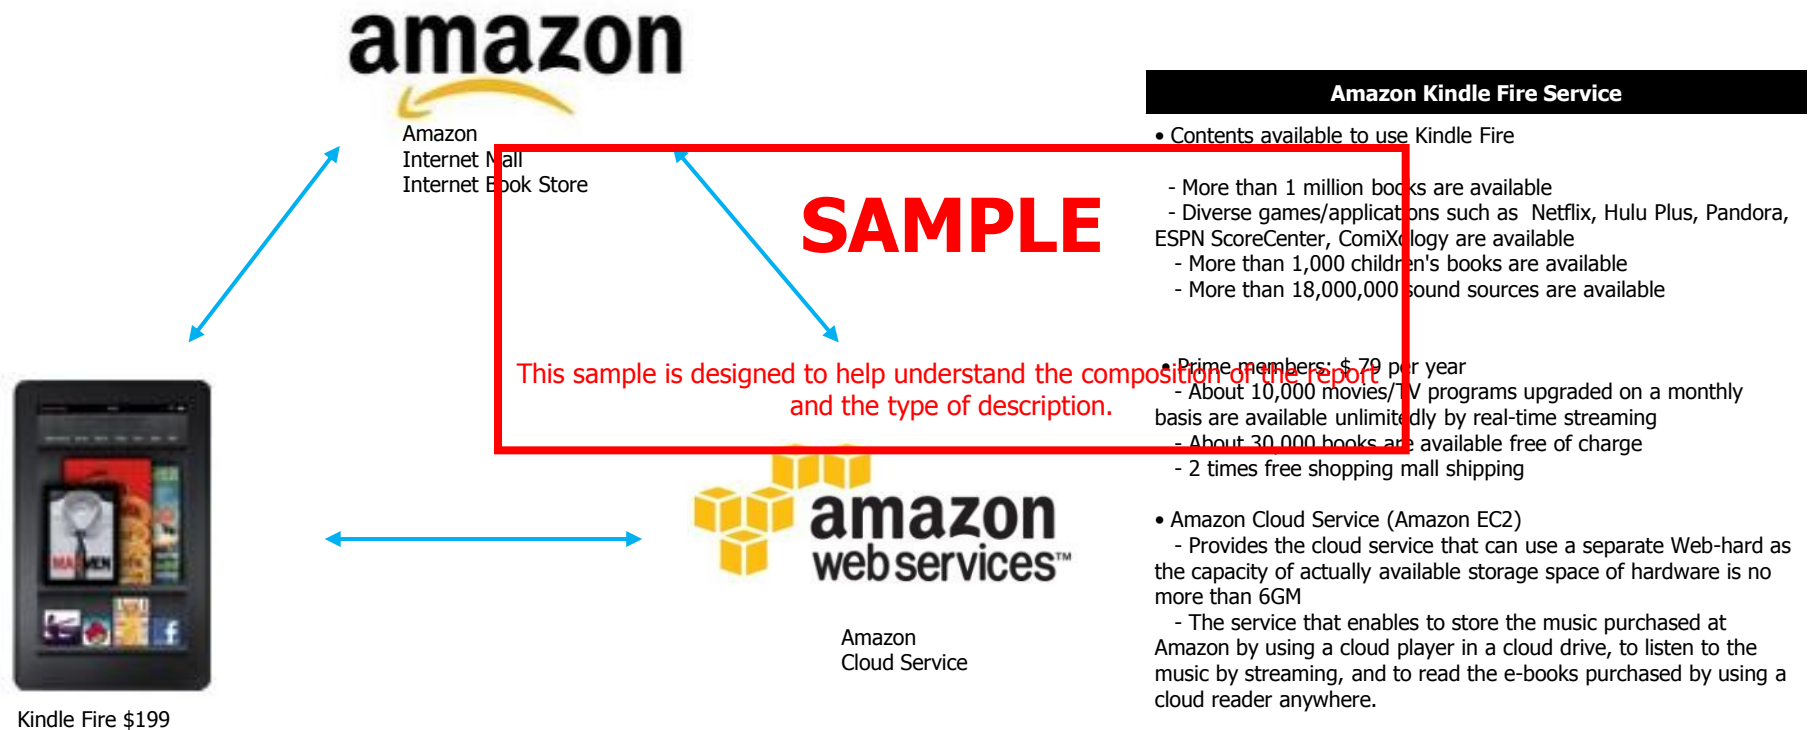 amazon
Amazon
Internet Mall
Internet Book Store
SAMPLE
This sample is designed to help understand the composition of the report
and the type of description.
amazon
web services™
Amazon
Cloud Service
MAD MEN
f
Kindle Fire $199
Amazon Kindle Fire Service
• Contents available to use Kindle Fire
- More than 1 million books are available
- Diverse games/applications such as Netflix, Hulu Plus, Pandora,
ESPN ScoreCenter, ComiXology are available
- More than 1,000 children's books are available
- More than 18,000,000 sound sources are available
• Prime members: $ 79 per year
- About 10,000 movies/TV programs upgraded on a monthly
basis are available unlimitedly by real-time streaming
- About 30,000 books are available free of charge
- 2 times free shopping mall shipping
• Amazon Cloud Service (Amazon EC2)
- Provides the cloud service that can use a separate Web-hard as
the capacity of actually available storage space of hardware is no
more than 6GM
- The service that enables to store the music purchased at
Amazon by using a cloud player in a cloud drive, to listen to the
music by streaming, and to read the e-books purchased by using a
cloud reader anywhere.